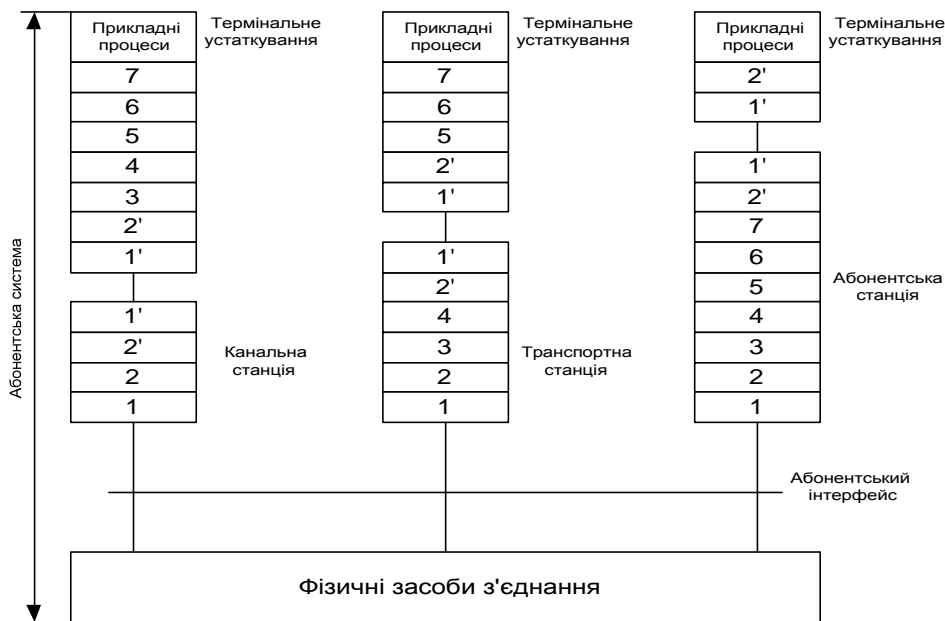 Абонентська система
Прикладні
процеси
7
6
5
4
3
2'
1'
Термінальне
устаткування
1'
2'
2
1
Канальна
станція
Прикладні
процеси
7
6
5
2'
1'
Термінальне
устаткування
1'
2'
4
3
2
1
Транспортна
станція
Прикладні
процеси
2'
1'
Термінальне
устаткування
1'
2'
7
6
5
4
3
2
1
Абонентська
станція
Абонентський
інтерфейс
Фізичні засоби з'єднання